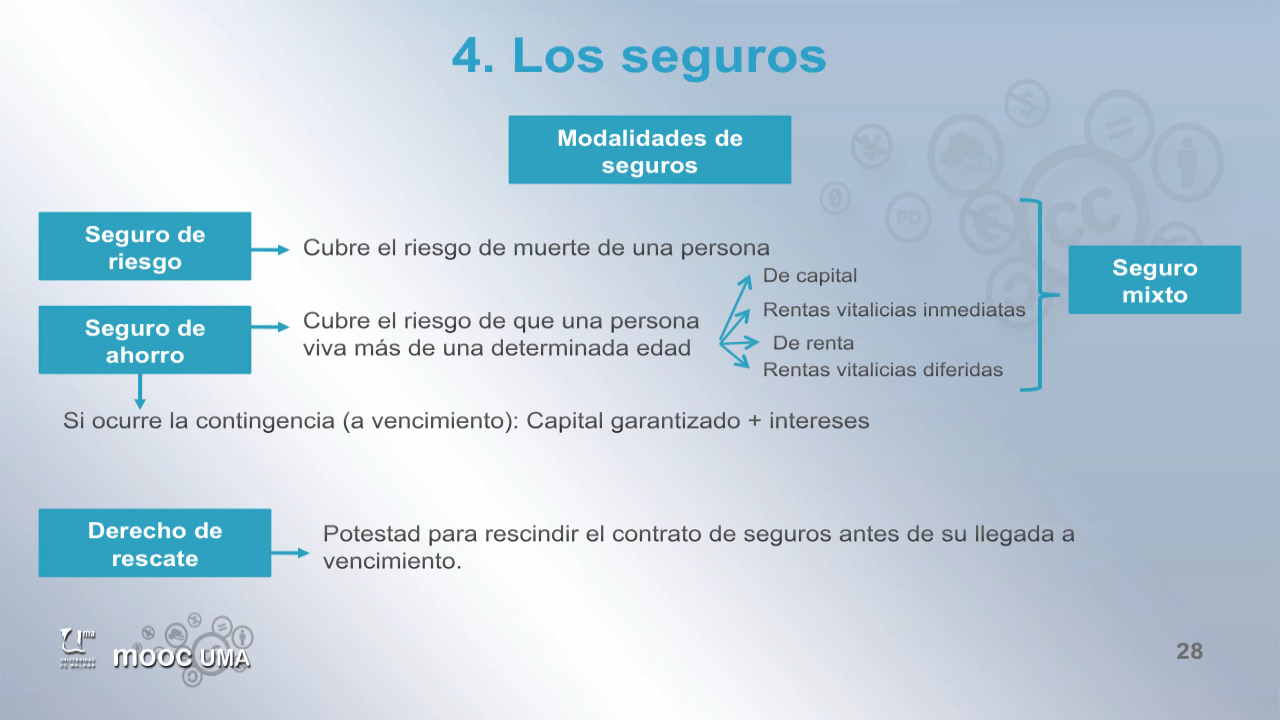 4. Los seguros
Modalidades de
seguros
Seguro de
riesgo
Cubre el riesgo de muerte de una persona
Seguro de
ahorro
Cubre el riesgo de que una persona
viva más de una determinada edad
De capital
Rentas vitalicias inmediatas
De renta
Rentas vitalicias diferidas
Seguro
mixto
Si ocurre la contingencia (a vencimiento): Capital garantizado + intereses
Derecho de
rescate
Potestad para rescindir el contrato de seguros antes de su llegada a
vencimiento.
mooc UMA
28
PD
CC